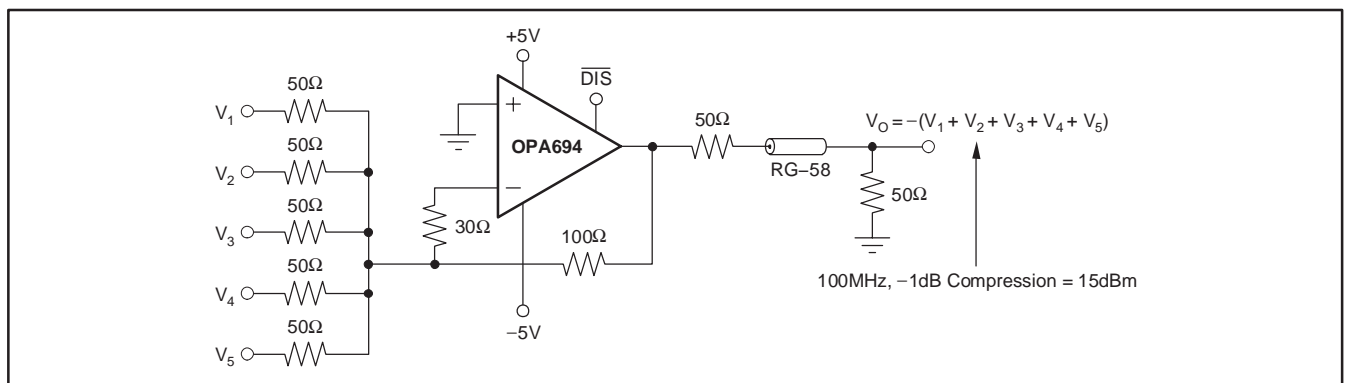 +5V
DIS
50Ω
V1
50Ω
V2
50Ω
V3
50Ω
V4
50Ω
V5
+
OPA694
−
30Ω
100Ω
−5V
50Ω
RG−58
VO = −(V1 + V2 + V3 + V4 + V5)
50Ω
100MHz, −1dB Compression = 15dBm